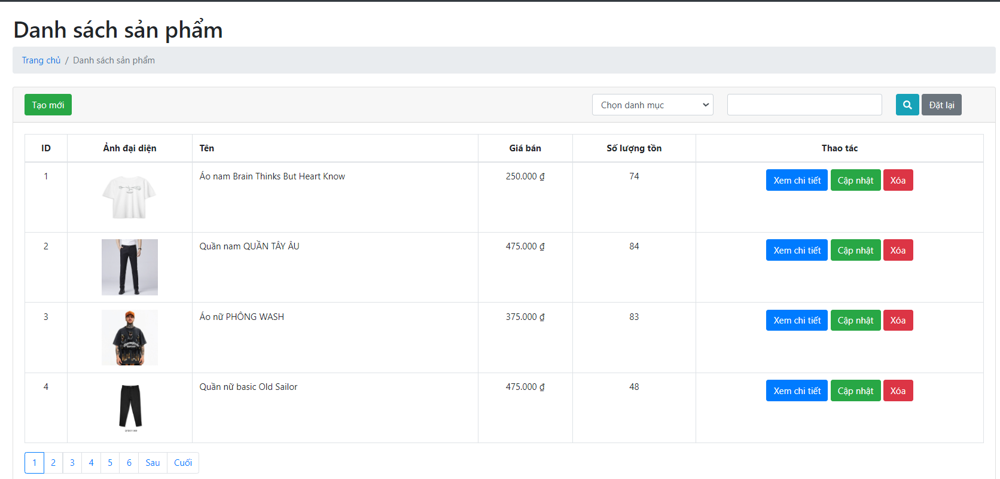 Danh sách sản phẩm
Trang chủ / Danh sách sản phẩm
Tạo mới Chọn danh mục Đặt lại
ID Ảnh đại diện Tên Giá bán Số lượng tồn Thao tác
1 Áo nam Brain Thinks But Heart Know 250.000 ₫ 74 Xem chi tiết Cập nhật Xóa
2 Quần nam QUẦN TÂY ÂU 475.000 ₫ 84 Xem chi tiết Cập nhật Xóa
3 Áo nữ PHÔNG WASH 375.000 ₫ 83 Xem chi tiết Cập nhật Xóa
4 Quần nữ basic Old Sailor 475.000 ₫ 48 Xem chi tiết Cập nhật Xóa
1 2 3 4 5 6 Sau Cuối